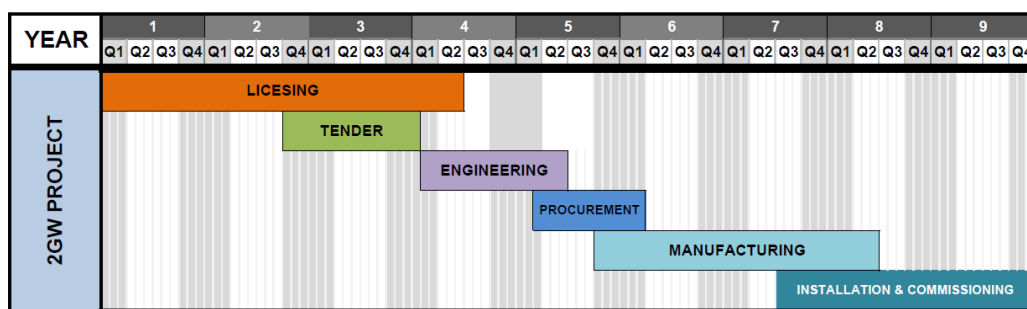 YEAR
1 2 3 4 5 6 7 8 9
Q1 Q2 Q3 Q4 Q1 Q2 Q3 Q4 Q1 Q2 Q3 Q4 Q1 Q2 Q3 Q4 Q1 Q2 Q3 Q4 Q1 Q2 Q3 Q4 Q1 Q2 Q3 Q4 Q1 Q2 Q3 Q4 Q1 Q2 Q3 Q4
2GW PROJECT
LICESING
TENDER
ENGINEERING
PROCUREMENT
MANUFACTURING
INSTALLATION & COMMISSIONING